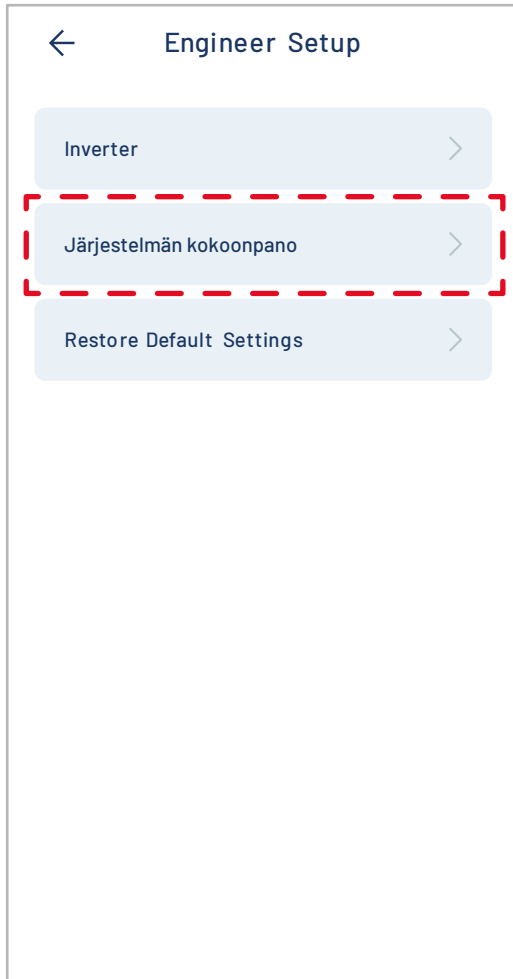 Engineer Setup
Inverter
Järjestelmän kokoonpano
Restore Default Settings